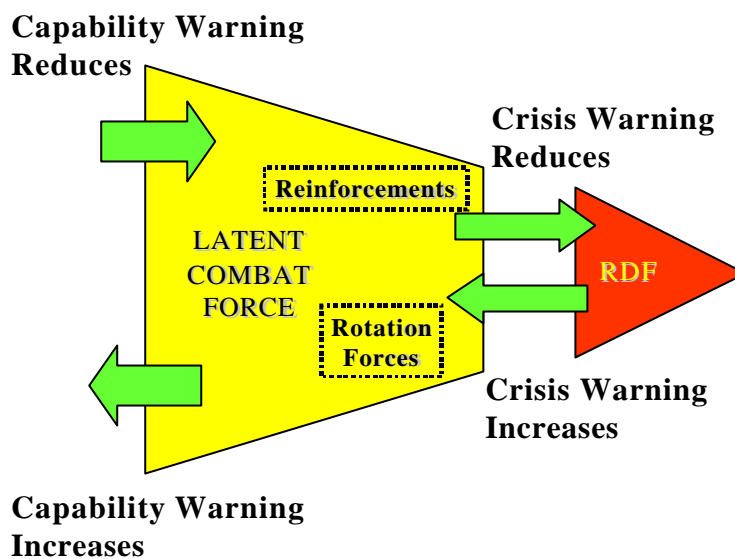 Capability Warning
Reduces
Crisis Warning
Reduces
Reinforcements
LATENT
COMBAT
FORCE
RDF
Rotation
Forces
Crisis Warning
Increases
Capability Warning
Increases